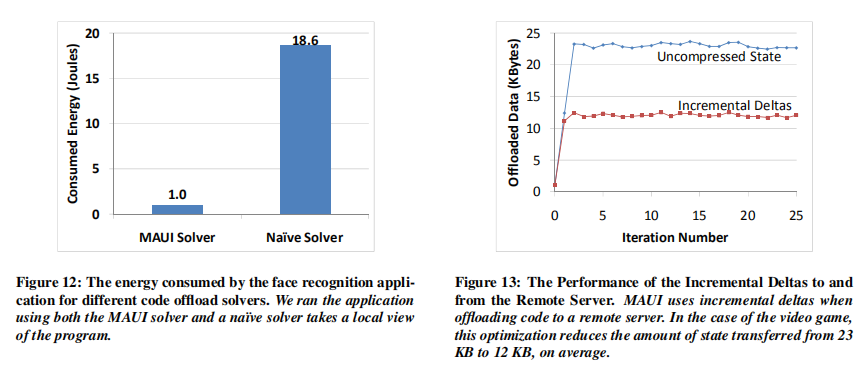 20
18.6
15
10
5
1.0
0
Consumed Energy (Joules)
MAUI Solver Naïve Solver
Figure 12: The energy consumed by the face recognition appli-
cation for different code offload solvers. We ran the application
using both the MAUI solver and a naïve solver takes a local view
of the program.
25
20
15
10
5
0
Offloaded Data (KBytes)
Uncompressed State
Incremental Deltas
0 5 10 15 20 25
Iteration Number
Figure 13: The Performance of the Incremental Deltas to and
from the Remote Server. MAUI uses incremental deltas when
offloading code to a remote server. In the case of the video game,
this optimization reduces the amount of state transferred from 23
KB to 12 KB, on average.